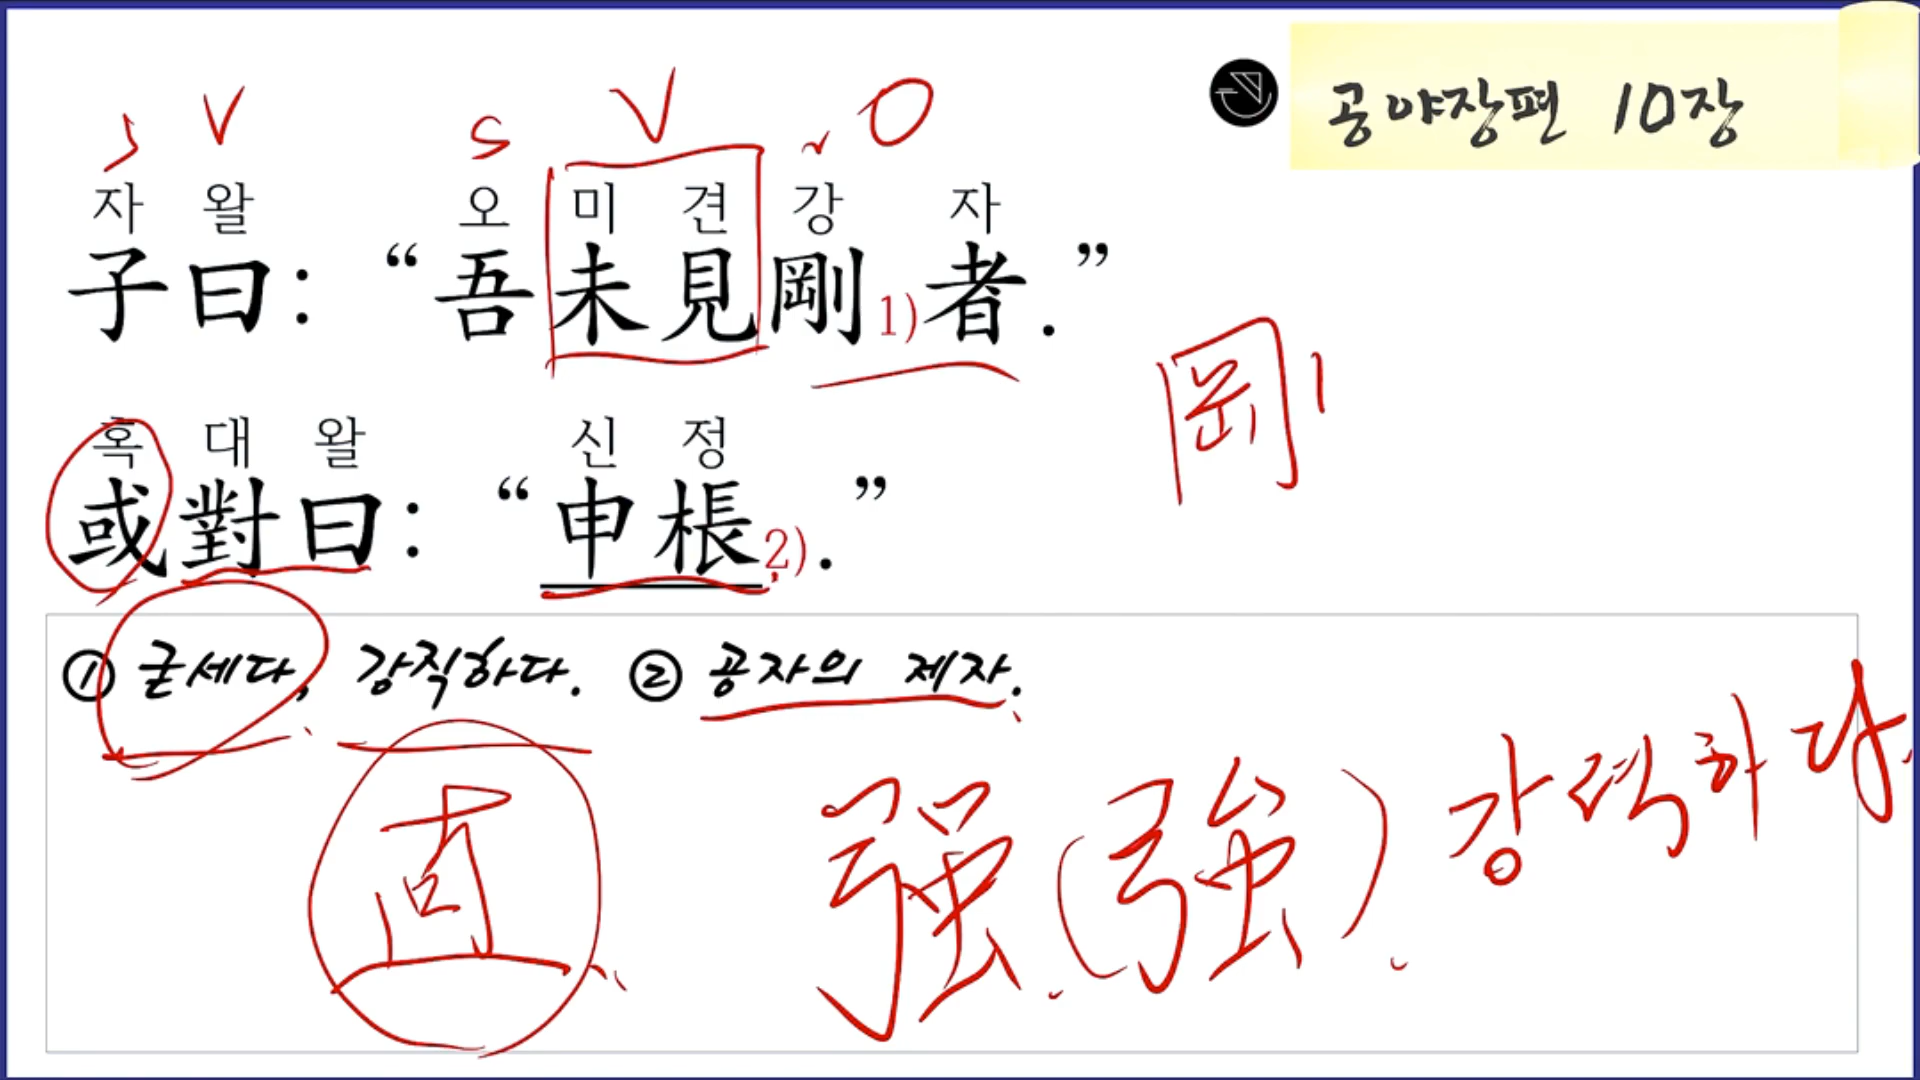 공야장편 10장
S V S V O
자 왈 오 미 견 강 자
子曰: “吾未見剛1)者.”
剛
혹 대 왈 신 정
或對曰: “申棖2).”
① 굳세다, 강직하다. ② 공자의 제자.
直 强(強) 강력하다.